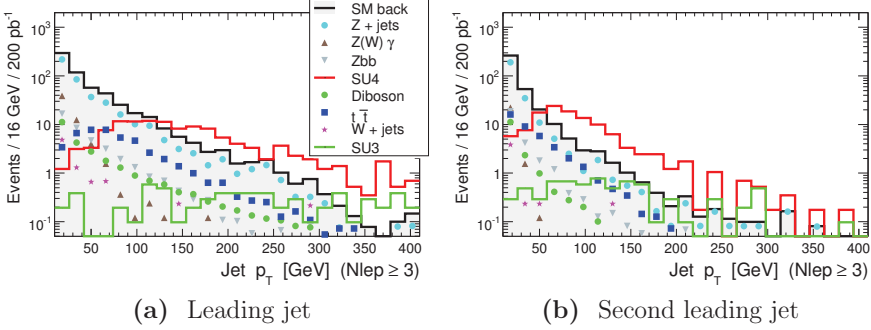 Events / 16 GeV / 200 pb⁻¹
10³
10²
10
1
10⁻¹
50 100 150 200 250 300 350 400
Jet p_T [GeV] (Nlep ≥ 3)
SM back
Z + jets
Z(W) γ
Zbb
SU4
Diboson
t t̅
W + jets
SU3
(a) Leading jet
Events / 16 GeV / 200 pb⁻¹
10³
10²
10
1
10⁻¹
50 100 150 200 250 300 350 400
Jet p_T [GeV] (Nlep ≥ 3)
(b) Second leading jet